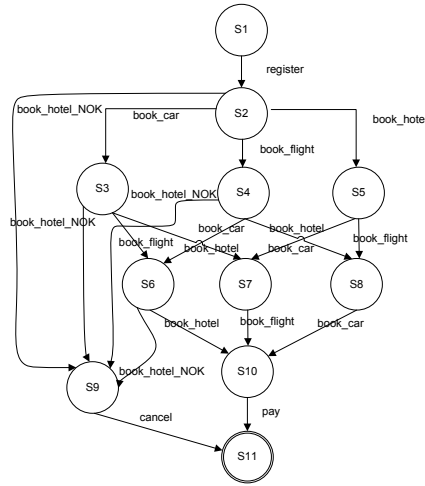 S1
register
book_hotel_NOK
book_car
S2
book_hote
book_flight
S3
book_hotel_NOK
S4
S5
book_hotel_NOK
book_car
book_hotel
book_flight
book_hotel
book_car
book_flight
S6
S7
S8
book_hotel
book_flight
book_car
book_hotel_NOK
S9
S10
cancel
pay
S11